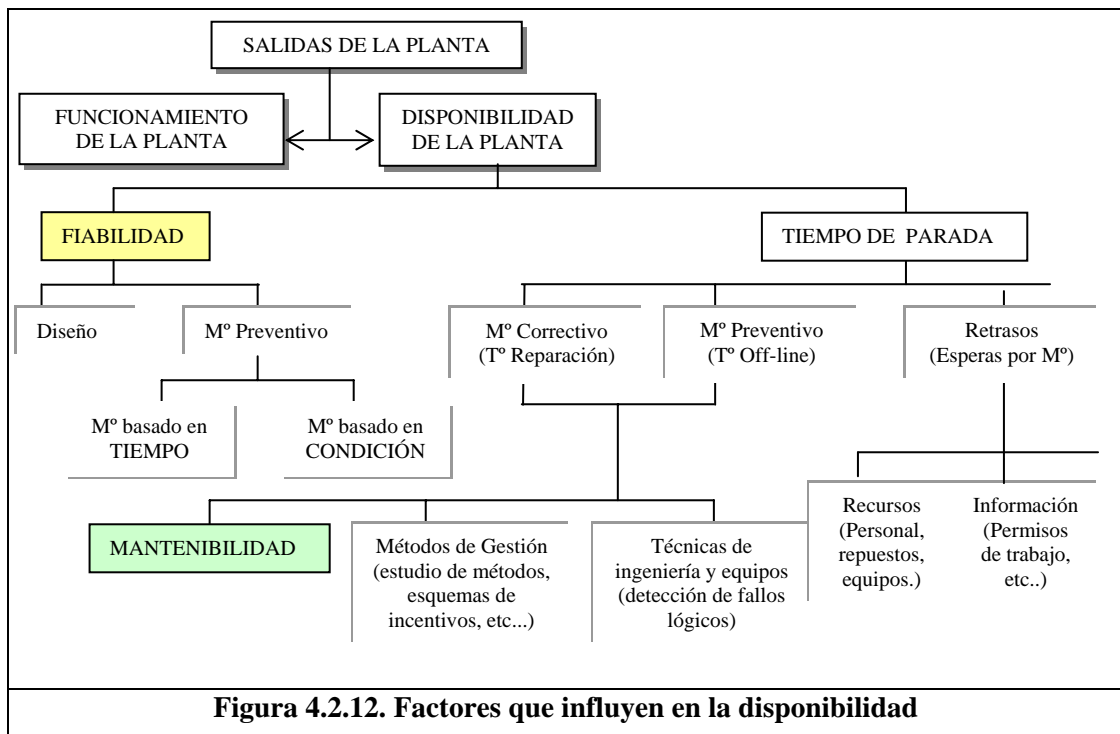 SALIDAS DE LA PLANTA
FUNCIONAMIENTO
DE LA PLANTA
DISPONIBILIDAD
DE LA PLANTA
FIABILIDAD
TIEMPO DE PARADA
Diseño
Mº Preventivo
Mº Correctivo
(Tº Reparación)
Mº Preventivo
(Tº Off-line)
Retrasos
(Esperas por Mº)
Mº basado en
TIEMPO
Mº basado en
CONDICIÓN
MANTENIBILIDAD
Métodos de Gestión
(estudio de métodos,
esquemas de
incentivos, etc...)
Técnicas de
ingeniería y equipos
(detección de fallos
lógicos)
Recursos
(Personal,
repuestos,
equipos.)
Información
(Permisos
de trabajo,
etc..)
Figura 4.2.12. Factores que influyen en la disponibilidad